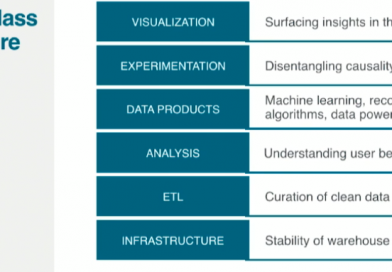 lass
re
VISUALIZATION
Surfacing insights in th
EXPERIMENTATION
Disentangling causality
DATA PRODUCTS
Machine learning, reco
algorithms, data power
ANALYSIS
Understanding user be
ETL
Curation of clean data
INFRASTRUCTURE
Stability of warehouse